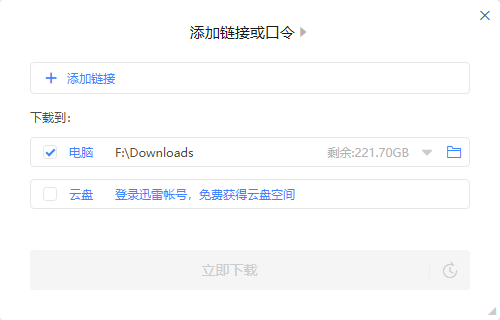 添加链接或口令
添加链接
下载到:
电脑 F:\Downloads 剩余:221.70GB
云盘 登录迅雷帐号，免费获得云盘空间
立即下载